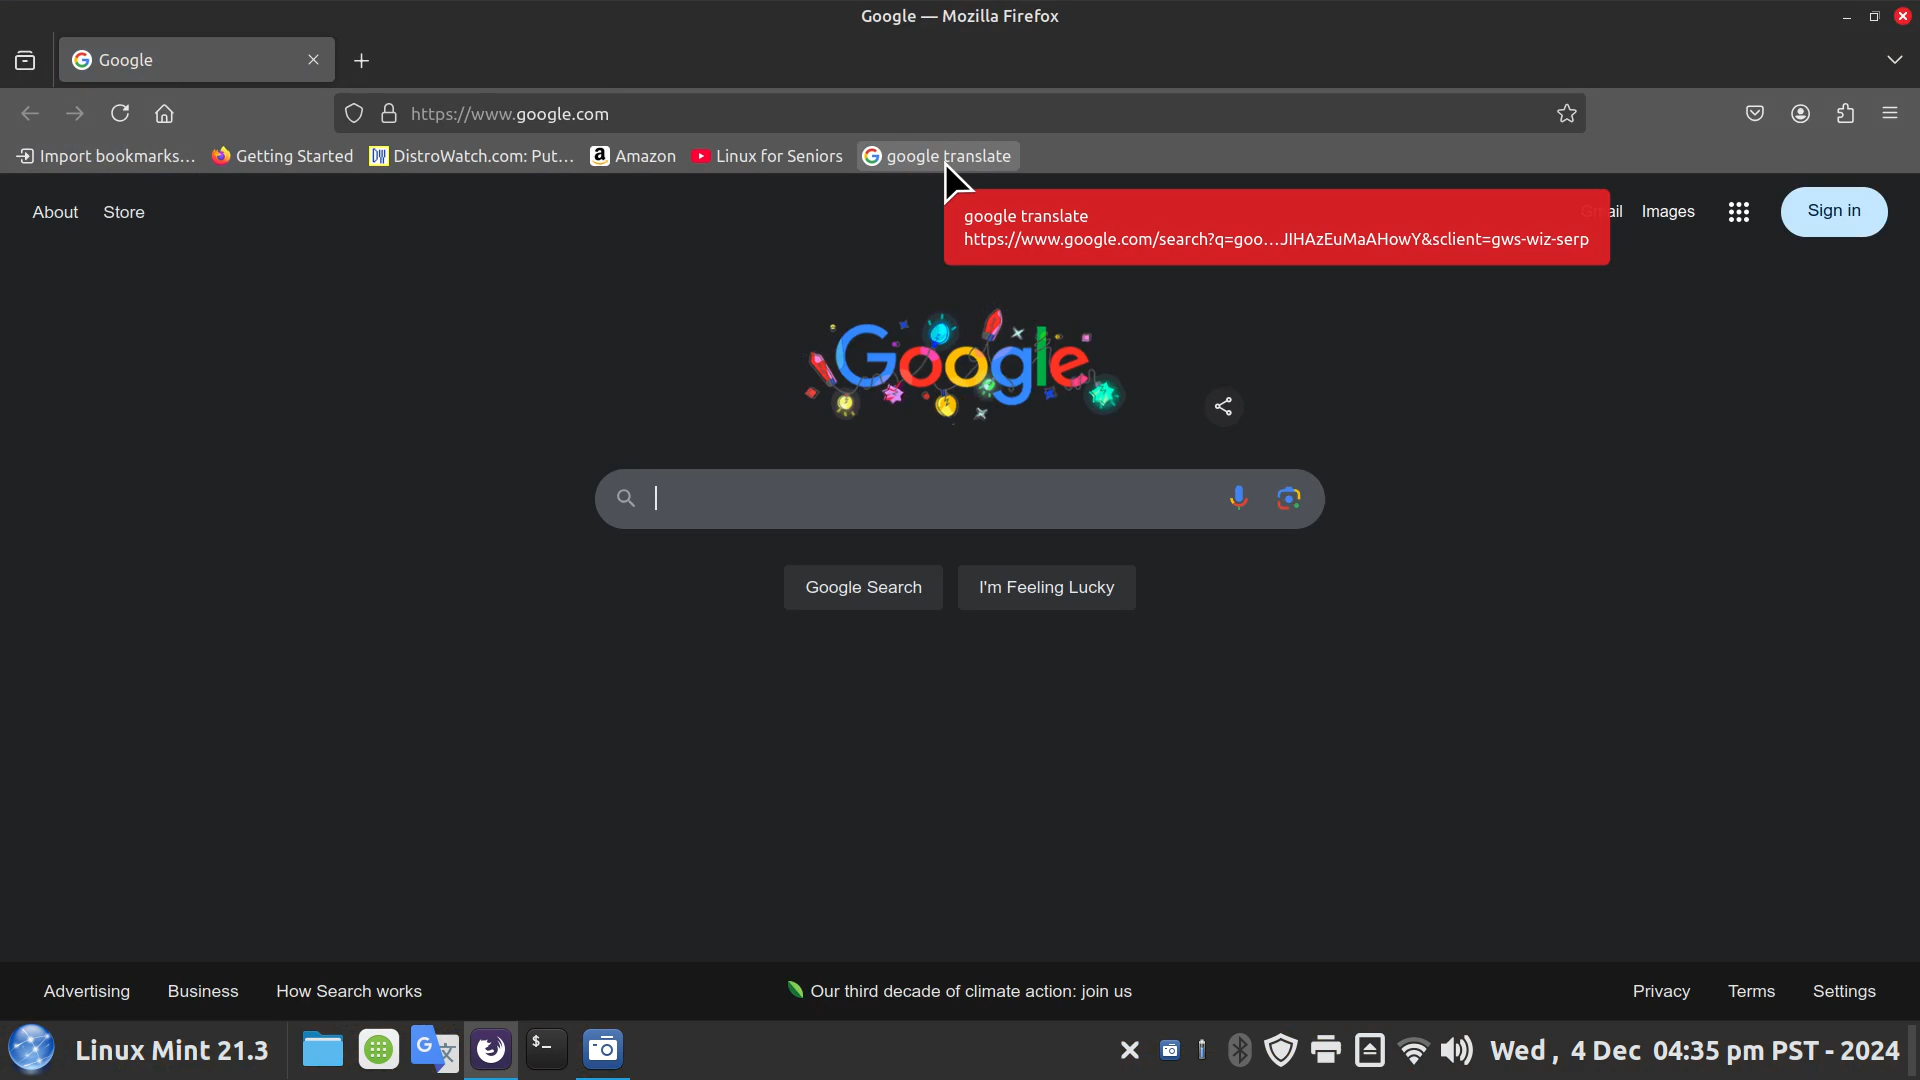 Google — Mozilla Firefox
Google
https://www.google.com
Import bookmarks... Getting Started DistroWatch.com: Put... Amazon Linux for Seniors google translate
About Store Images Sign in
google translate
https://www.google.com/search?q=goo...JIHAzEuMaAHowY&sclient=gws-wiz-serp
Google
Google Search I'm Feeling Lucky
Advertising Business How Search works Our third decade of climate action: join us Privacy Terms Settings
Linux Mint 21.3 Wed , 4 Dec 04:35 pm PST - 2024